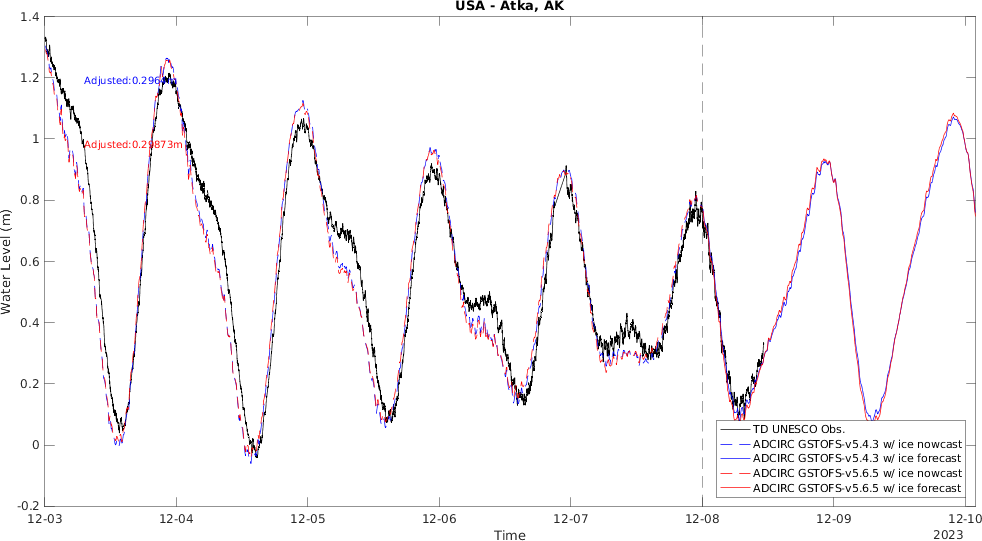 USA - Atka, AK
1.4
1.2
1
0.8
0.6
0.4
0.2
0
-0.2
Water Level (m)
Adjusted:0.29873m
TD UNESCO Obs.
ADCIRC GSTOFS-v5.4.3 w/ ice nowcast
ADCIRC GSTOFS-v5.4.3 w/ ice forecast
ADCIRC GSTOFS-v5.6.5 w/ ice nowcast
ADCIRC GSTOFS-v5.6.5 w/ ice forecast
12-03 12-04 12-05 12-06 12-07 12-08 12-09 12-10
Time
2023